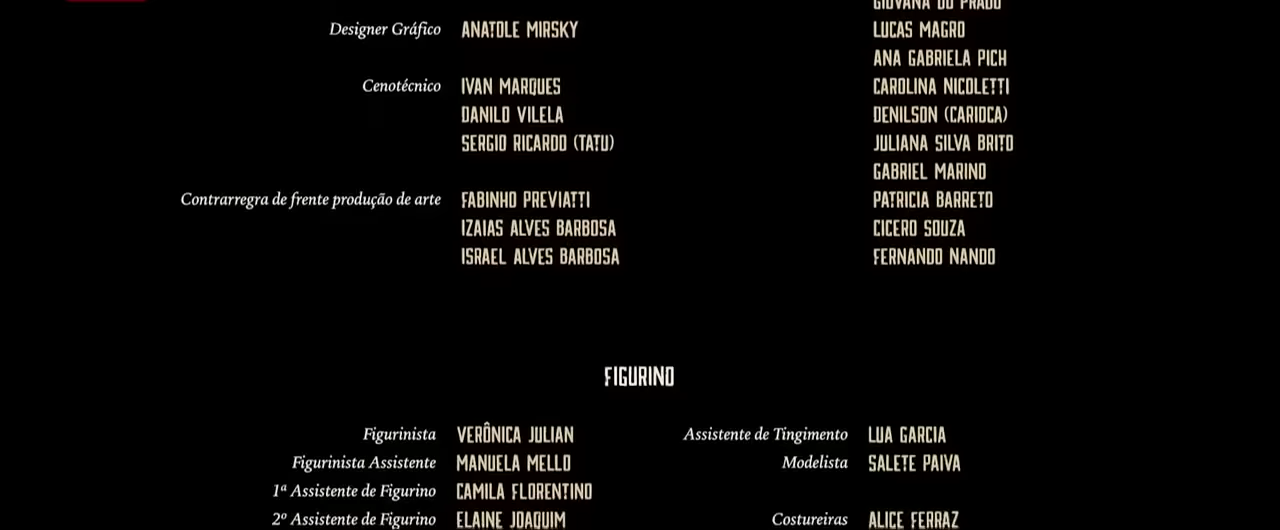 GIOVANA DO PRADO
Designer Gráfico ANATOLE MIRSKY LUCAS MAGRO
ANA GABRIELA PICH
Cenotécnico IVAN MARQUES CAROLINA NICOLETTI
DANILO VILELA DENILSON (CARIOCA)
SERGIO RICARDO (TATU) JULIANA SILVA BRITO
GABRIEL MARINO
Contrarregra de frente produção de arte FABINHO PREVIATTI PATRICIA BARRETO
IZAIAS ALVES BARBOSA CICERO SOUZA
ISRAEL ALVES BARBOSA FERNANDO NANDO
FIGURINO
Figurinista VERÔNICA JULIAN Assistente de Tingimento LUA GARCIA
Figurinista Assistente MANUELA MELLO Modelista SALETE PAIVA
1ª Assistente de Figurino CAMILA FLORENTINO
2º Assistente de Figurino ELAINE JOAQUIM Costureiras ALICE FERRAZ